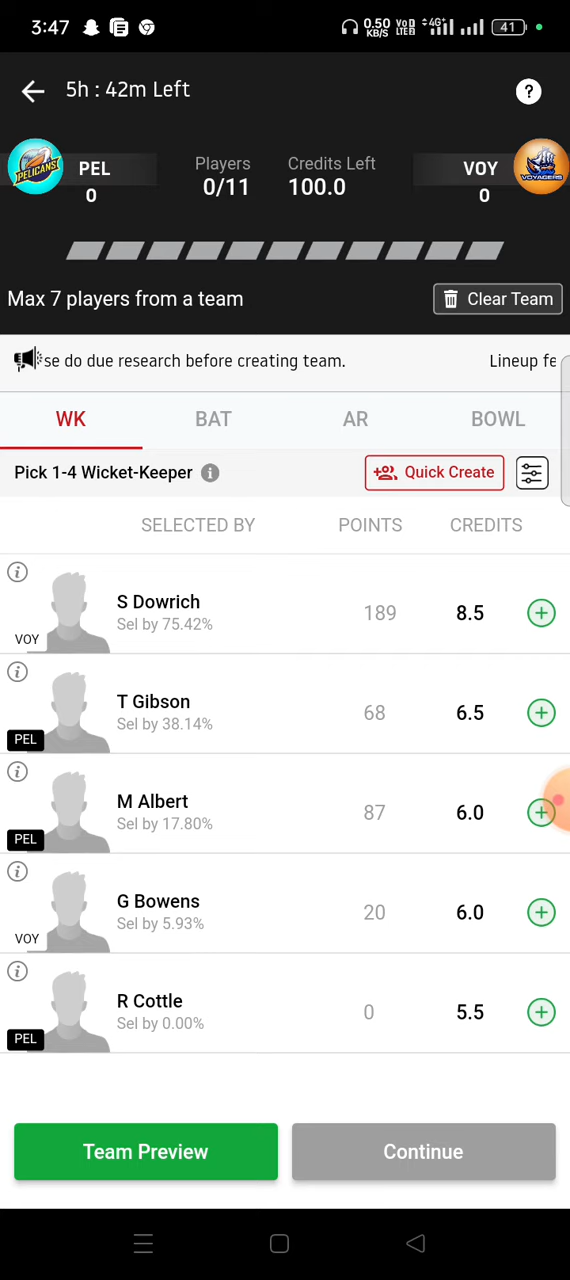 3:47
0.50 KB/S
VoD LTE2
4G+
41
5h : 42m Left
?
PELICANS
PEL
0
Players
0/11
Credits Left
100.0
VOY
0
VOYAGERS
Max 7 players from a team
Clear Team
se do due research before creating team.
Lineup fe
WK
BAT
AR
BOWL
Pick 1-4 Wicket-Keeper
Quick Create
SELECTED BY
POINTS
CREDITS
S Dowrich
Sel by 75.42%
VOY
189
8.5
T Gibson
Sel by 38.14%
PEL
68
6.5
M Albert
Sel by 17.80%
PEL
87
6.0
G Bowens
Sel by 5.93%
VOY
20
6.0
R Cottle
Sel by 0.00%
PEL
0
5.5
Team Preview
Continue